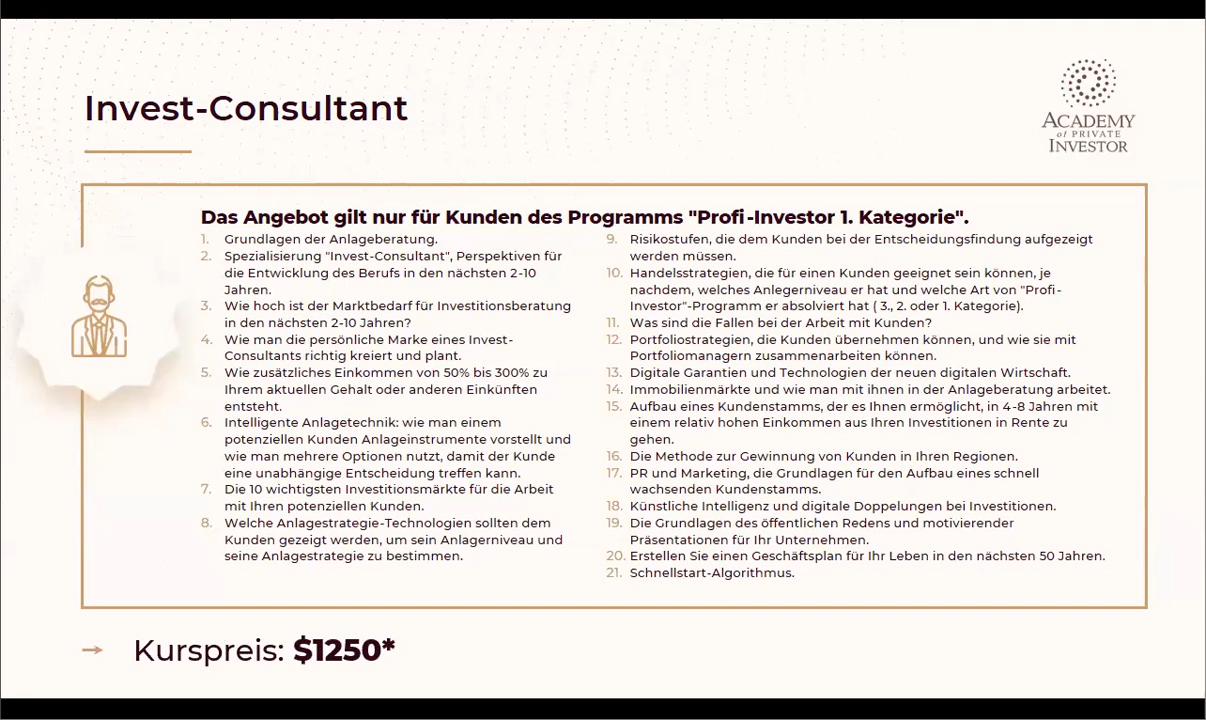 Invest-Consultant
ACADEMY
of PRIVATE
INVESTOR
Das Angebot gilt nur für Kunden des Programms "Profi-Investor 1. Kategorie".
1. Grundlagen der Anlageberatung.
2. Spezialisierung "Invest-Consultant", Perspektiven für
die Entwicklung des Berufs in den nächsten 2-10
Jahren.
3. Wie hoch ist der Marktbedarf für Investitionsberatung
in den nächsten 2-10 Jahren?
4. Wie man die persönliche Marke eines Invest-
Consultants richtig kreiert und plant.
5. Wie zusätzliches Einkommen von 50% bis 300% zu
Ihrem aktuellen Gehalt oder anderen Einkünften
entsteht.
6. Intelligente Anlagetechnik: wie man einem
potenziellen Kunden Anlageinstrumente vorstellt und
wie man mehrere Optionen nutzt, damit der Kunde
eine unabhängige Entscheidung treffen kann.
7. Die 10 wichtigsten Investitionsmärkte für die Arbeit
mit Ihren potenziellen Kunden.
8. Welche Anlagestrategie-Technologien sollten dem
Kunden gezeigt werden, um sein Anlagerniveau und
seine Anlagestrategie zu bestimmen.
9. Risikostufen, die dem Kunden bei der Entscheidungsfindung aufgezeigt
werden müssen.
10. Handelsstrategien, die für einen Kunden geeignet sein können, je
nachdem, welches Anlegerniveau er hat und welche Art von "Profi-
Investor"-Programm er absolviert hat ( 3., 2. oder 1. Kategorie).
11. Was sind die Fallen bei der Arbeit mit Kunden?
12. Portfoliostrategien, die Kunden übernehmen können, und wie sie mit
Portfoliomanagern zusammenarbeiten können.
13. Digitale Garantien und Technologien der neuen digitalen Wirtschaft.
14. Immobilienmärkte und wie man mit ihnen in der Anlageberatung arbeitet.
15. Aufbau eines Kundenstamms, der es Ihnen ermöglicht, in 4-8 Jahren mit
einem relativ hohen Einkommen aus Ihren Investitionen in Rente zu
gehen.
16. Die Methode zur Gewinnung von Kunden in Ihren Regionen.
17. PR und Marketing, die Grundlagen für den Aufbau eines schnell
wachsenden Kundenstamms.
18. Künstliche Intelligenz und digitale Doppelungen bei Investitionen.
19. Die Grundlagen des öffentlichen Redens und motivierender
Präsentationen für Ihr Unternehmen.
20. Erstellen Sie einen Geschäftsplan für Ihr Leben in den nächsten 50 Jahren.
21. Schnellstart-Algorithmus.
→ Kurspreis: $1250*